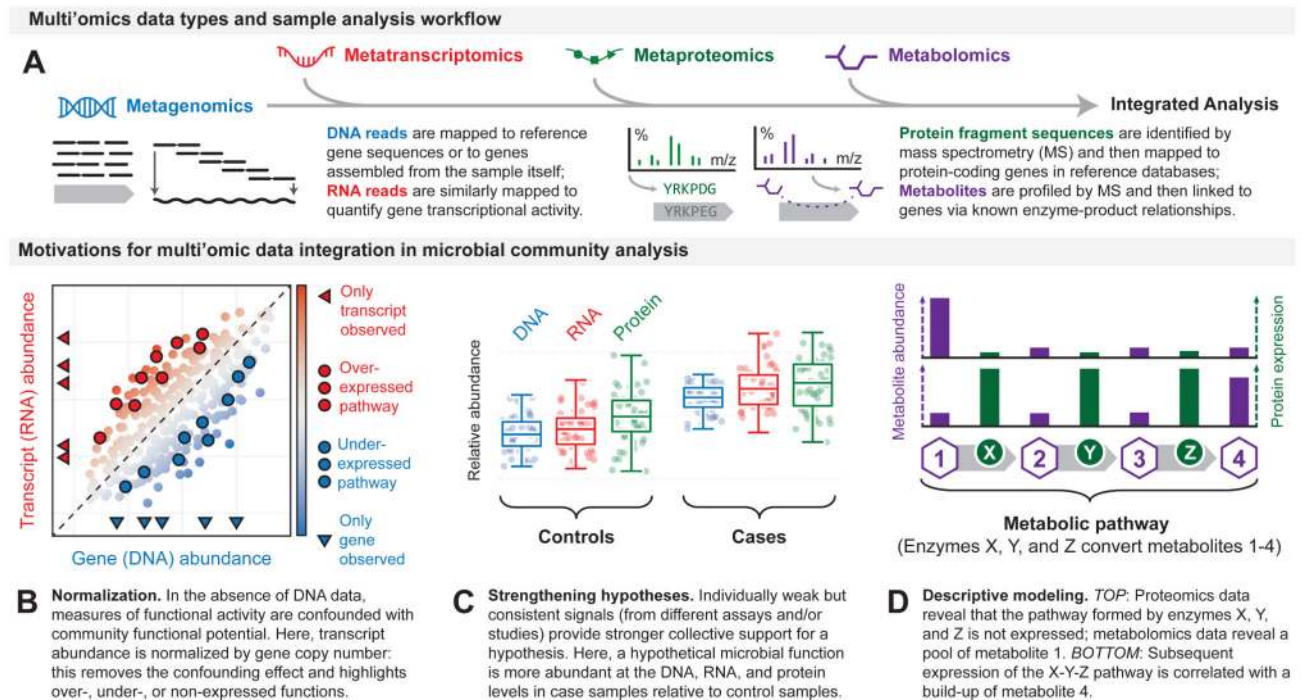 Multi'omics data types and sample analysis workflow
A
Metatranscriptomics
Metaproteomics
Metabolomics
Metagenomics
Integrated Analysis
DNA reads are mapped to reference
gene sequences or to genes
assembled from the sample itself;
RNA reads are similarly mapped to
quantify gene transcriptional activity.
%
m/z
YRKPDG
YRKPEG
%
m/z
Protein fragment sequences are identified by
mass spectrometry (MS) and then mapped to
protein-coding genes in reference databases;
Metabolites are profiled by MS and then linked to
genes via known enzyme-product relationships.
Motivations for multi'omic data integration in microbial community analysis
Transcript (RNA) abundance
Gene (DNA) abundance
Only
transcript
observed
Over-
expressed
pathway
Under-
expressed
pathway
Only
gene
observed
Relative abundance
DNA
RNA
Protein
Controls
Cases
Metabolite abundance
Protein expression
1
X
2
Y
3
Z
4
Metabolic pathway
(Enzymes X, Y, and Z convert metabolites 1-4)
B
Normalization. In the absence of DNA data,
measures of functional activity are confounded with
community functional potential. Here, transcript
abundance is normalized by gene copy number:
this removes the confounding effect and highlights
over-, under-, or non-expressed functions.
C
Strengthening hypotheses. Individually weak but
consistent signals (from different assays and/or
studies) provide stronger collective support for a
hypothesis. Here, a hypothetical microbial function
is more abundant at the DNA, RNA, and protein
levels in case samples relative to control samples.
D
Descriptive modeling. TOP: Proteomics data
reveal that the pathway formed by enzymes X, Y,
and Z is not expressed; metabolomics data reveal a
pool of metabolite 1. BOTTOM: Subsequent
expression of the X-Y-Z pathway is correlated with a
build-up of metabolite 4.